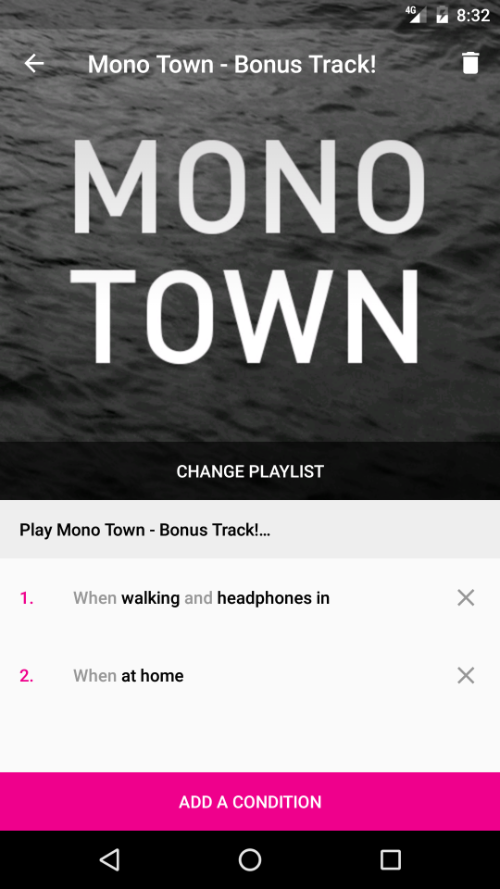 4G 8:32
Mono Town - Bonus Track!
MONO
TOWN
CHANGE PLAYLIST
Play Mono Town - Bonus Track!...
1. When walking and headphones in
2. When at home
ADD A CONDITION